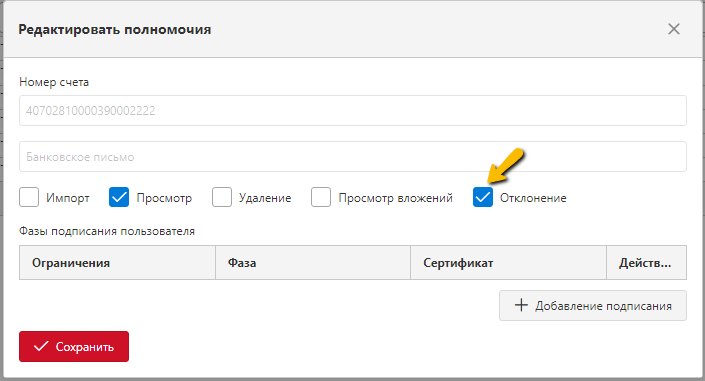 Редактировать полномочия
Номер счета
40702810000390002222
Банковское письмо
Импорт Просмотр Удаление Просмотр вложений Отклонение
Фазы подписания пользователя
Ограничения Фаза Сертификат Действ...
Добавление подписания
Сохранить